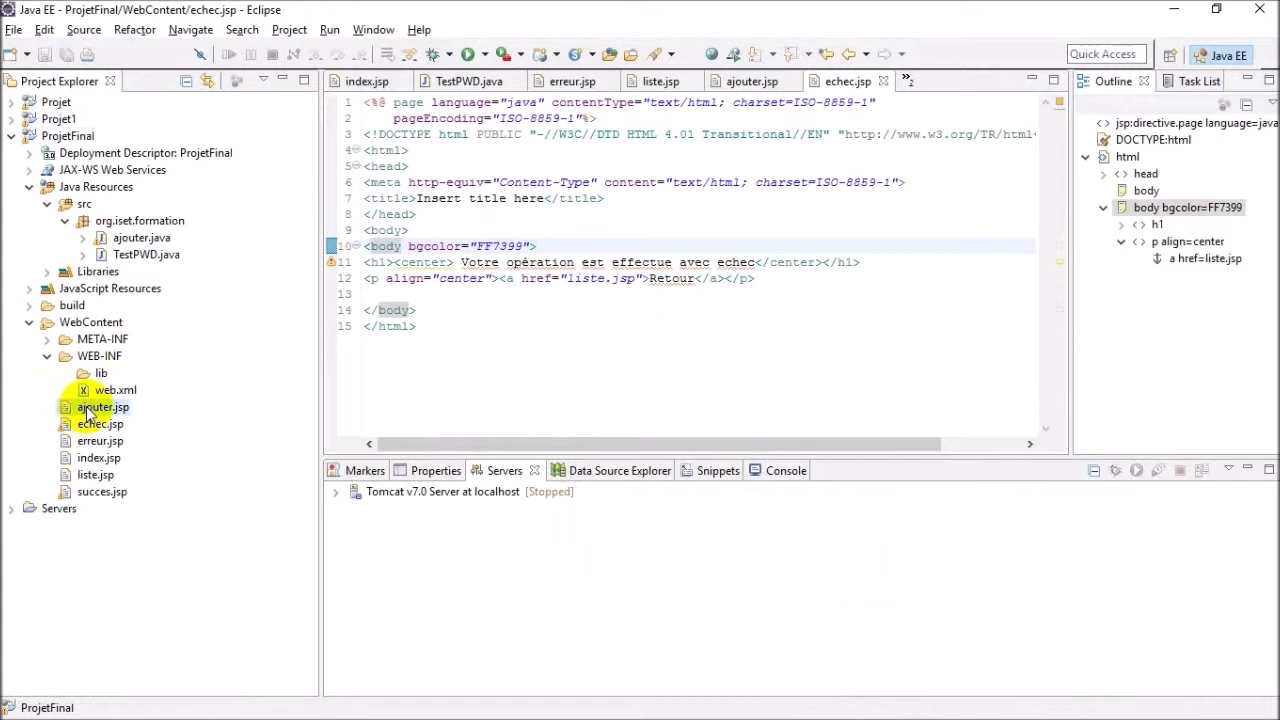 Java EE - ProjetFinal/WebContent/echec.jsp - Eclipse
File Edit Source Refactor Navigate Search Project Run Window Help
Quick Access Java EE
Project Explorer
Projet
Projet1
ProjetFinal
Deployment Descriptor: ProjetFinal
JAX-WS Web Services
Java Resources
src
org.iset.formation
ajouter.java
TestPWD.java
Libraries
JavaScript Resources
build
WebContent
META-INF
WEB-INF
lib
web.xml
ajouter.jsp
echec.jsp
erreur.jsp
index.jsp
liste.jsp
succes.jsp
Servers
index.jsp TestPWD.java erreur.jsp liste.jsp ajouter.jsp echec.jsp »2
1 <%@ page language="java" contentType="text/html; charset=ISO-8859-1"
2 pageEncoding="ISO-8859-1"%>
3 <!DOCTYPE html PUBLIC "-//W3C//DTD HTML 4.01 Transitional//EN" "http://www.w3.org/TR/html
4 <html>
5 <head>
6 <meta http-equiv="Content-Type" content="text/html; charset=ISO-8859-1">
7 <title>Insert title here</title>
8 </head>
9 <body>
10 <body bgcolor="FF7399">
11 <h1><center> Votre opération est effectue avec echec</center></h1>
12 <p align="center"><a href="liste.jsp">Retour</a></p>
13
14 </body>
15 </html>
Outline Task List
jsp:directive.page language=java
DOCTYPE:html
html
head
body
body bgcolor=FF7399
h1
p align=center
a href=liste.jsp
Markers Properties Servers Data Source Explorer Snippets Console
Tomcat v7.0 Server at localhost [Stopped]
ProjetFinal